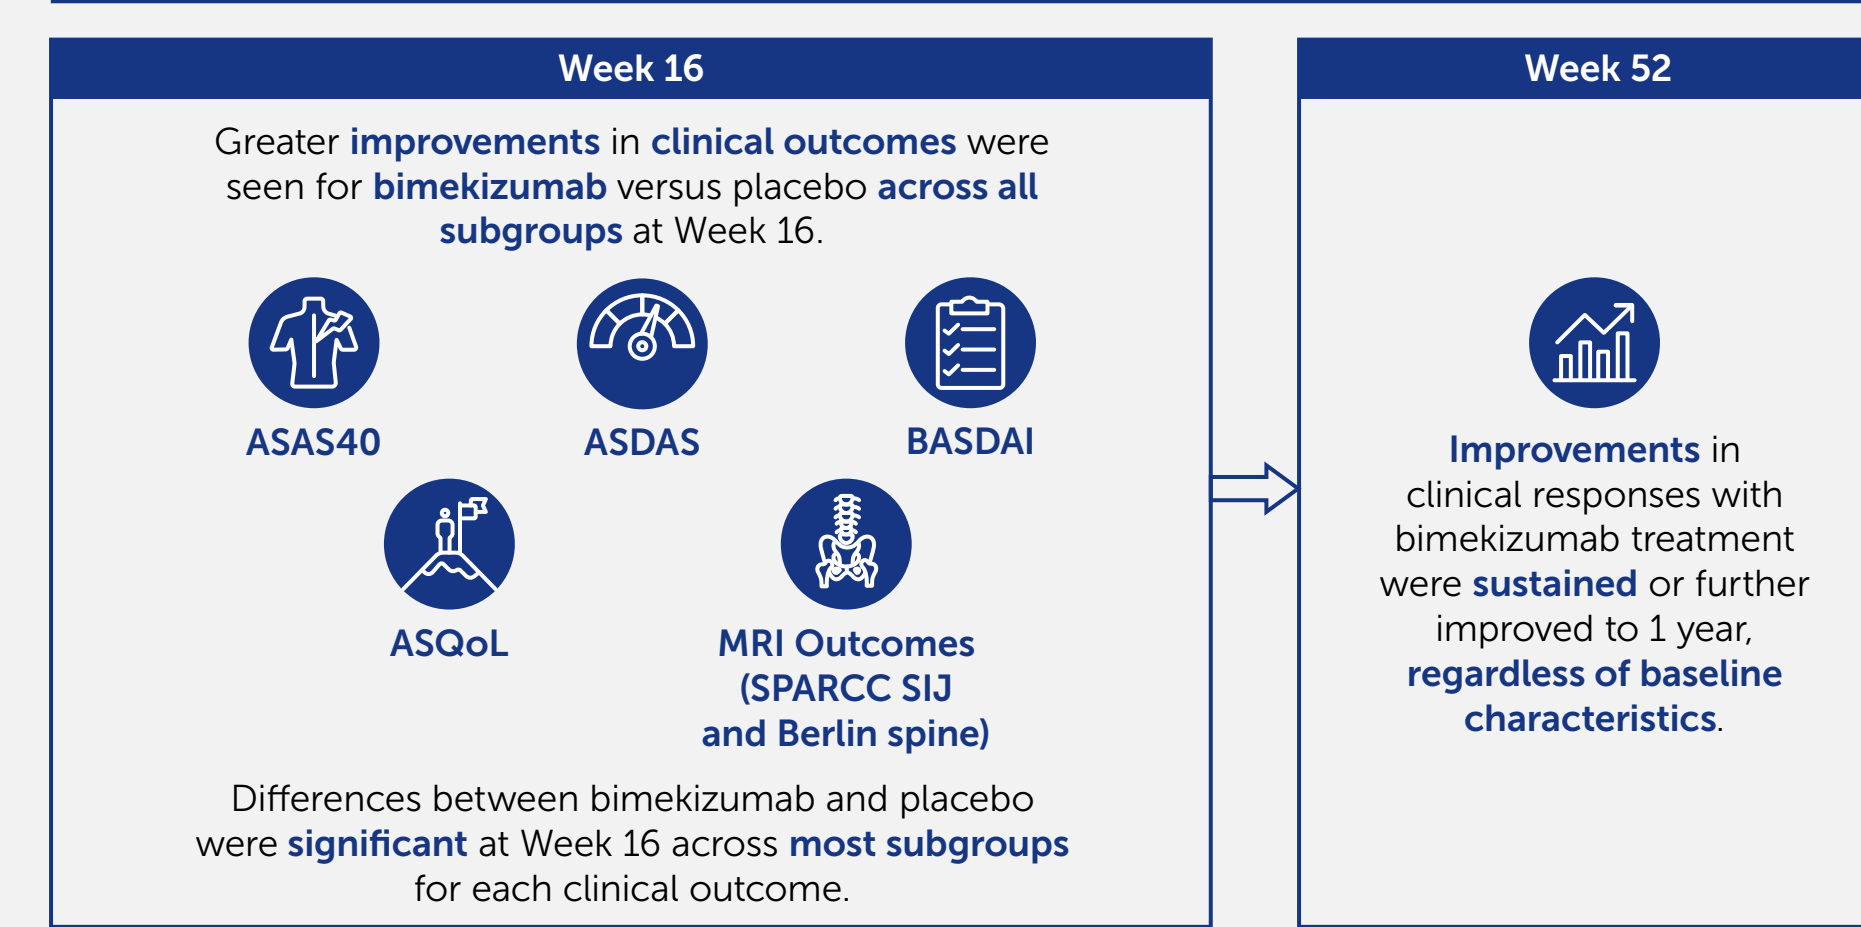 Week 16
Greater improvements in clinical outcomes were
seen for bimekizumab versus placebo across all
subgroups at Week 16.
ASAS40
ASDAS
BASDAI
ASQoL
MRI Outcomes
(SPARCC SIJ
and Berlin spine)
Differences between bimekizumab and placebo
were significant at Week 16 across most subgroups
for each clinical outcome.
Week 52
Improvements in
clinical responses with
bimekizumab treatment
were sustained or further
improved to 1 year,
regardless of baseline
characteristics.